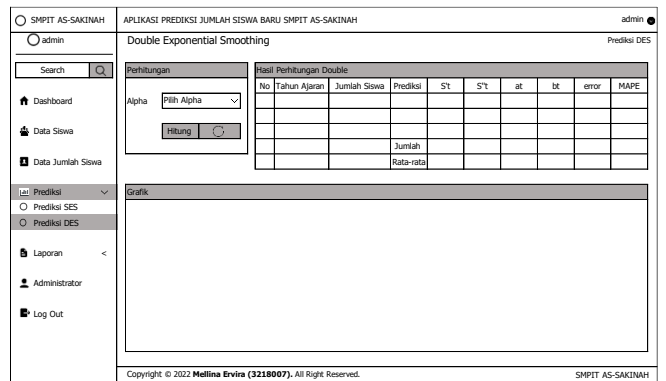 SMPIT AS-SAKINAH
APLIKASI PREDIKSI JUMLAH SISWA BARU SMPIT AS-SAKINAH
admin
admin
Double Exponential Smoothing
Prediksi DES
Search
Dashboard
Data Siswa
Data Jumlah Siswa
Prediksi
Prediksi SES
Prediksi DES
Laporan <
Administrator
Log Out
Perhitungan
Alpha Pilih Alpha
Hitung
Hasil Perhitungan Double
No Tahun Ajaran Jumlah Siswa Prediksi S't S"t at bt error MAPE
Jumlah
Rata-rata
Grafik
Copyright © 2022 Mellina Ervira (3218007). All Right Reserved.
SMPIT AS-SAKINAH